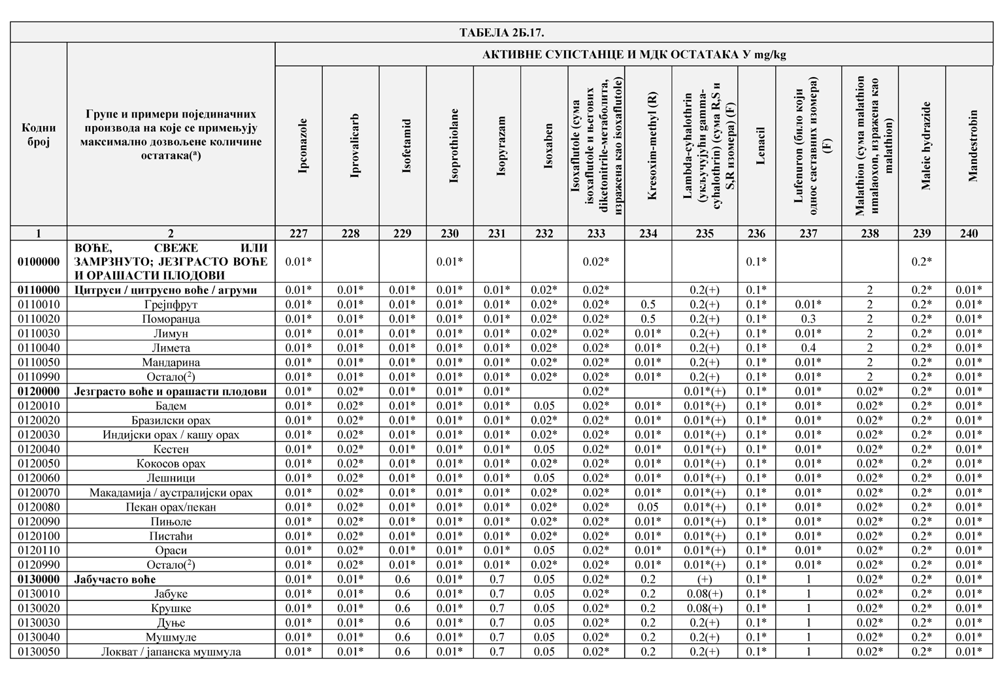 ТАБЕЛА 2Б.17.
АКТИВНЕ СУПСТАНЦЕ И МДК ОСТАТАКА У mg/kg
Кодни
број
Групе и примери појединачних
производа на које се примењују
максимално дозвољене количине
остатака(ᵃ)
Ipconazole
Iprovalicarb
Isofetamid
Isoprothiolane
Isopyrazam
Isoxaben
Isoxaflutole (сума
isoxaflutole и његових
diketonitrile-метаболита,
изражена као isoxaflutole)
Kresoxim-methyl (R)
Lambda-cyhalothrin
(укључујући gamma-
cyhalothrin) (сума R,S и
S,R изомера) (F)
Lenacil
Lufenuron (било који
однос саставних изомера)
(F)
Malathion (сума malathion
иmalaoxon, изражена као
malathion)
Maleic hydrazide
Mandestrobin
1 2 227 228 229 230 231 232 233 234 235 236 237 238 239 240
ВОЋЕ, СВЕЖЕ ИЛИ
0100000 ЗАМРЗНУТО; ЈЕЗГРАСТО ВОЋЕ 0.01* 0.01* 0.02* 0.1* 0.2*
И ОРАШАСТИ ПЛОДОВИ
0110000 Цитруси / цитрусно воће / агруми 0.01* 0.01* 0.01* 0.01* 0.01* 0.02* 0.02* 0.2(+) 0.1* 2 0.2* 0.01*
0110010 Грејпфрут 0.01* 0.01* 0.01* 0.01* 0.01* 0.02* 0.02* 0.5 0.2(+) 0.1* 0.01* 2 0.2* 0.01*
0110020 Поморанџа 0.01* 0.01* 0.01* 0.01* 0.01* 0.02* 0.02* 0.5 0.2(+) 0.1* 0.3 2 0.2* 0.01*
0110030 Лимун 0.01* 0.01* 0.01* 0.01* 0.01* 0.02* 0.02* 0.01* 0.2(+) 0.1* 0.01* 2 0.2* 0.01*
0110040 Лимета 0.01* 0.01* 0.01* 0.01* 0.01* 0.02* 0.02* 0.01* 0.2(+) 0.1* 0.4 2 0.2* 0.01*
0110050 Мандарина 0.01* 0.01* 0.01* 0.01* 0.01* 0.02* 0.02* 0.01* 0.2(+) 0.1* 0.01* 2 0.2* 0.01*
0110990 Остало(²) 0.01* 0.01* 0.01* 0.01* 0.01* 0.02* 0.02* 0.01* 0.2(+) 0.1* 0.01* 2 0.2* 0.01*
0120000 Језграсто воће и орашасти плодови 0.01* 0.02* 0.01* 0.01* 0.01* 0.02* 0.01*(+) 0.1* 0.01* 0.02* 0.2* 0.01*
0120010 Бадем 0.01* 0.02* 0.01* 0.01* 0.01* 0.05 0.02* 0.01* 0.01*(+) 0.1* 0.01* 0.02* 0.2* 0.01*
0120020 Бразилски орах 0.01* 0.02* 0.01* 0.01* 0.01* 0.02* 0.02* 0.01* 0.01*(+) 0.1* 0.01* 0.02* 0.2* 0.01*
0120030 Индијски орах / кашу орах 0.01* 0.02* 0.01* 0.01* 0.01* 0.02* 0.02* 0.01* 0.01*(+) 0.1* 0.01* 0.02* 0.2* 0.01*
0120040 Кестен 0.01* 0.02* 0.01* 0.01* 0.01* 0.05 0.02* 0.01* 0.01*(+) 0.1* 0.01* 0.02* 0.2* 0.01*
0120050 Кокосов орах 0.01* 0.02* 0.01* 0.01* 0.01* 0.02* 0.02* 0.01* 0.01*(+) 0.1* 0.01* 0.02* 0.2* 0.01*
0120060 Лешници 0.01* 0.02* 0.01* 0.01* 0.01* 0.05 0.02* 0.01* 0.01*(+) 0.1* 0.01* 0.02* 0.2* 0.01*
0120070 Макадамија / аустралијски орах 0.01* 0.02* 0.01* 0.01* 0.01* 0.02* 0.02* 0.01* 0.01*(+) 0.1* 0.01* 0.02* 0.2* 0.01*
0120080 Пекан орах/пекан 0.01* 0.02* 0.01* 0.01* 0.01* 0.02* 0.02* 0.05 0.01*(+) 0.1* 0.01* 0.02* 0.2* 0.01*
0120090 Пињоле 0.01* 0.02* 0.01* 0.01* 0.01* 0.02* 0.02* 0.01* 0.01*(+) 0.1* 0.01* 0.02* 0.2* 0.01*
0120100 Пистаћи 0.01* 0.02* 0.01* 0.01* 0.01* 0.02* 0.02* 0.01* 0.01*(+) 0.1* 0.01* 0.02* 0.2* 0.01*
0120110 Ораси 0.01* 0.02* 0.01* 0.01* 0.01* 0.05 0.02* 0.01* 0.01*(+) 0.1* 0.01* 0.02* 0.2* 0.01*
0120990 Остало(²) 0.01* 0.02* 0.01* 0.01* 0.01* 0.02* 0.02* 0.01* 0.01*(+) 0.1* 0.01* 0.02* 0.2* 0.01*
0130000 Јабучасто воће 0.01* 0.01* 0.6 0.01* 0.7 0.05 0.02* 0.2 (+) 0.1* 1 0.02* 0.2* 0.01*
0130010 Јабуке 0.01* 0.01* 0.6 0.01* 0.7 0.05 0.02* 0.2 0.08(+) 0.1* 1 0.02* 0.2* 0.01*
0130020 Крушке 0.01* 0.01* 0.6 0.01* 0.7 0.05 0.02* 0.2 0.08(+) 0.1* 1 0.02* 0.2* 0.01*
0130030 Дуње 0.01* 0.01* 0.6 0.01* 0.7 0.05 0.02* 0.2 0.2(+) 0.1* 1 0.02* 0.2* 0.01*
0130040 Мушмуле 0.01* 0.01* 0.6 0.01* 0.7 0.05 0.02* 0.2 0.2(+) 0.1* 1 0.02* 0.2* 0.01*
0130050 Локват / јапанска мушмула 0.01* 0.01* 0.6 0.01* 0.7 0.05 0.02* 0.2 0.2(+) 0.1* 1 0.02* 0.2* 0.01*